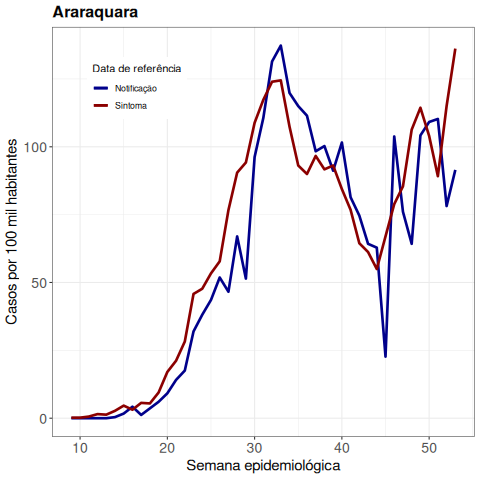 Araraquara
Data de referência
Notificação
Sintoma
Casos por 100 mil habitantes
100
50
0
10
20
30
40
50
Semana epidemiológica